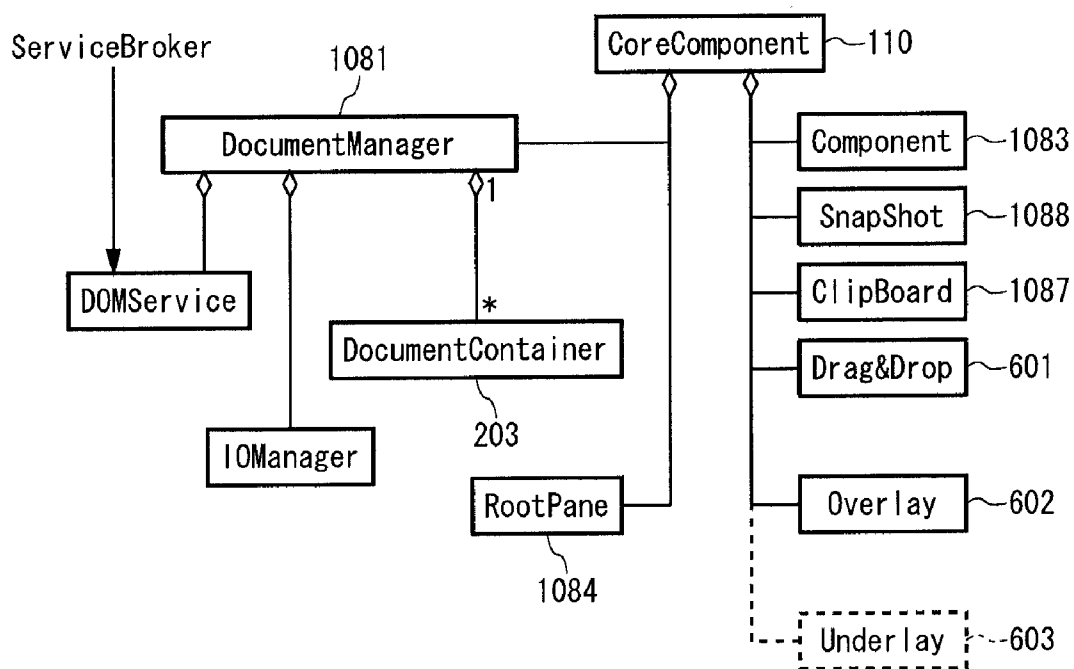 CoreComponent
110
ServiceBroker
1081
DocumentManager
Component
1083
1
SnapShot
1088
DOMService
ClipBoard
1087
*
DocumentContainer
Drag&Drop
601
203
IOManager
RootPane
Overlay
602
1084
Underlay
603